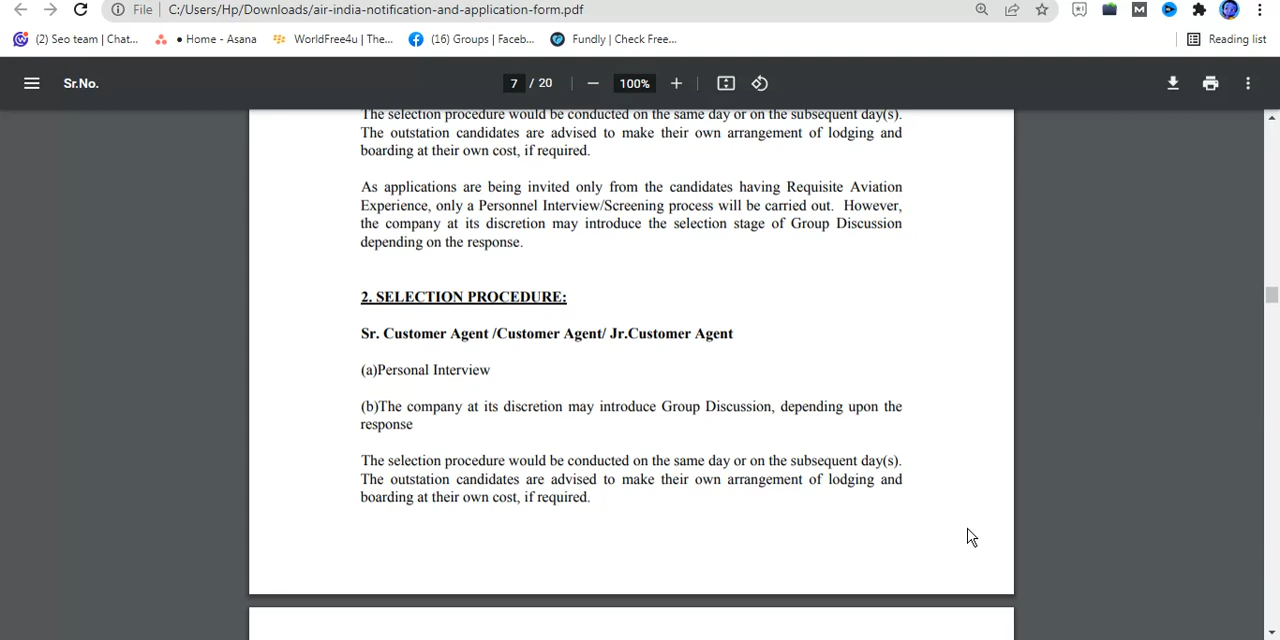 File C:/Users/Hp/Downloads/air-india-notification-and-application-form.pdf
(2) Seo team | Chat... • Home - Asana WorldFree4u | The... (16) Groups | Faceb... Fundly | Check Free... Reading list
Sr.No. 7 / 20 100%
The selection procedure would be conducted on the same day or on the subsequent day(s).
The outstation candidates are advised to make their own arrangement of lodging and
boarding at their own cost, if required.
As applications are being invited only from the candidates having Requisite Aviation
Experience, only a Personnel Interview/Screening process will be carried out. However,
the company at its discretion may introduce the selection stage of Group Discussion
depending on the response.
2. SELECTION PROCEDURE:
Sr. Customer Agent /Customer Agent/ Jr.Customer Agent
(a)Personal Interview
(b)The company at its discretion may introduce Group Discussion, depending upon the
response
The selection procedure would be conducted on the same day or on the subsequent day(s).
The outstation candidates are advised to make their own arrangement of lodging and
boarding at their own cost, if required.